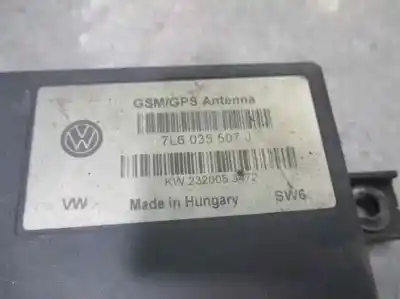 GSM/GPS Antenna
7L6 035 507 J
KW 232005 3472
VW Made in Hungary SW6